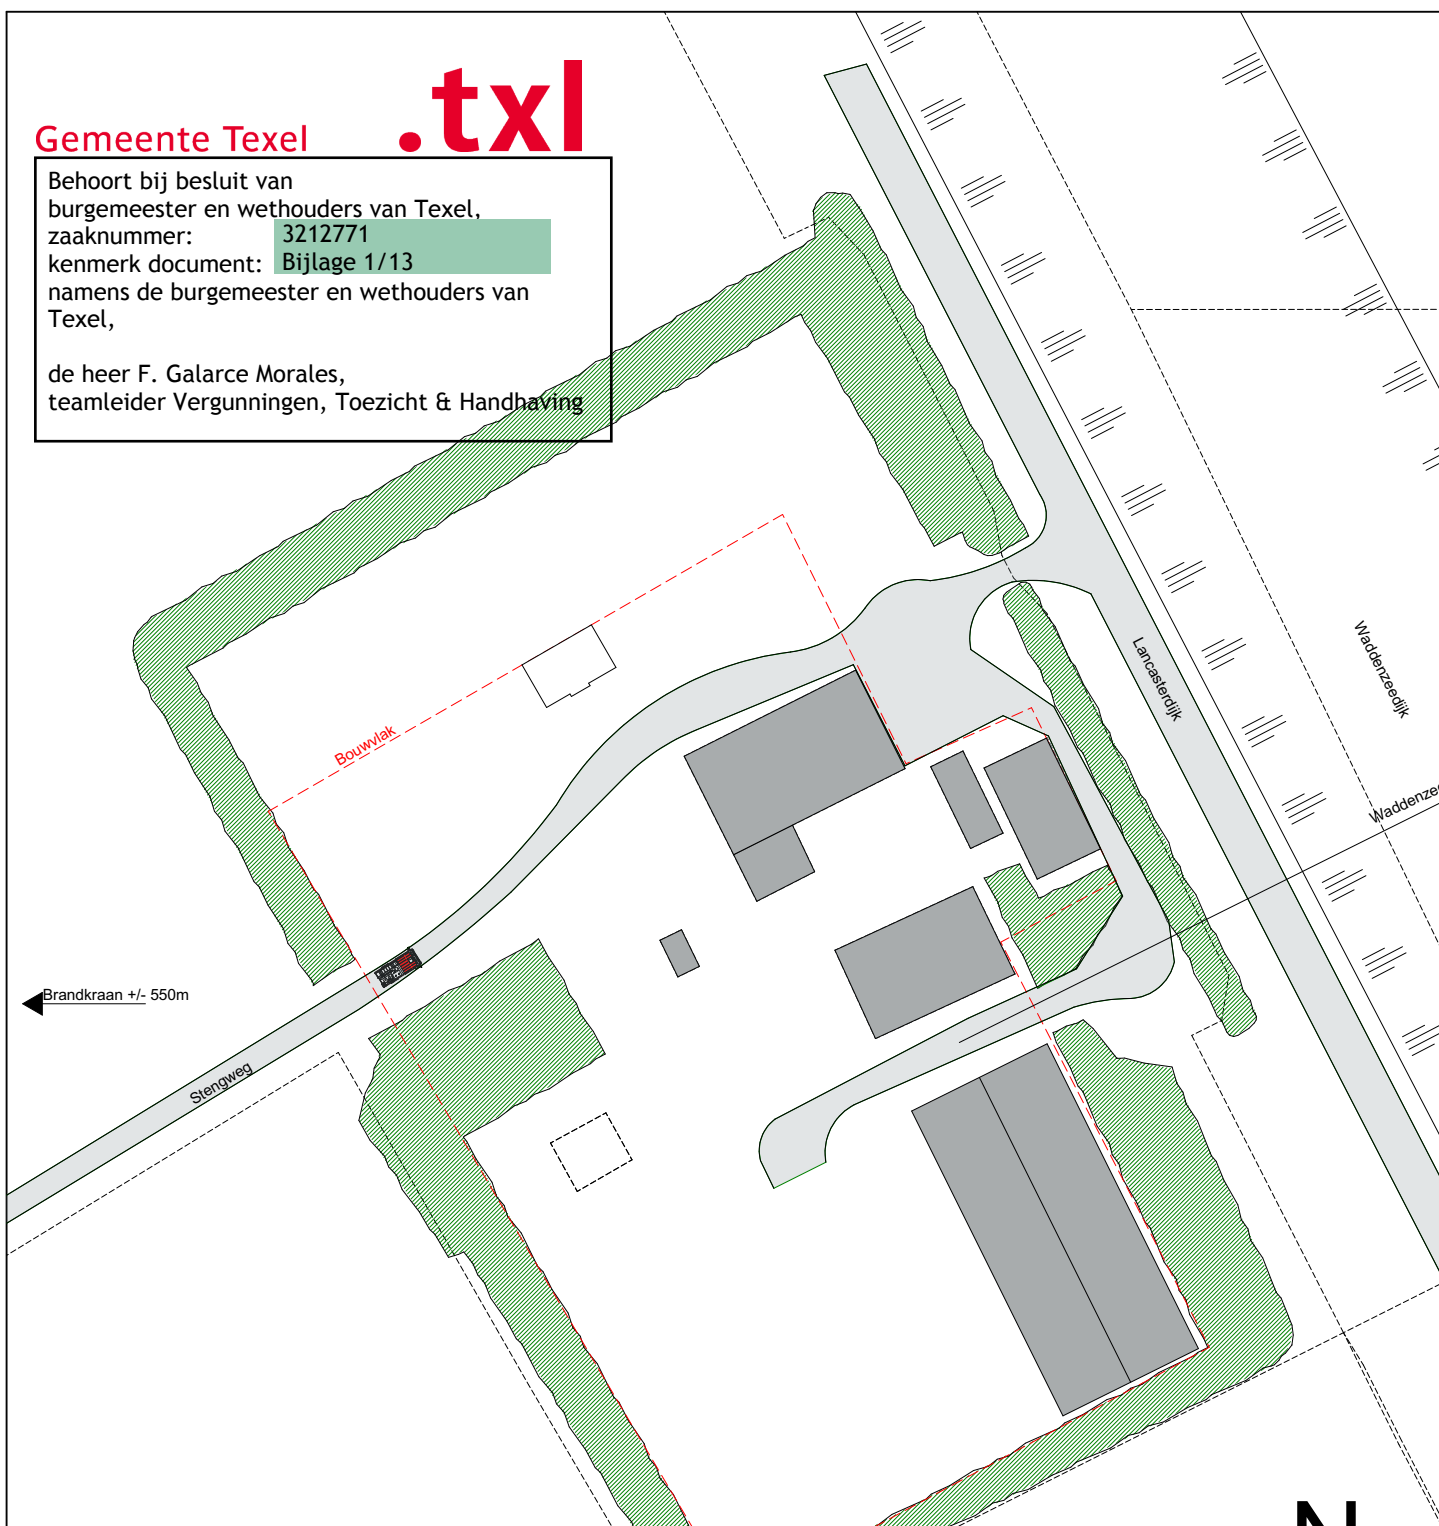 .txl
Gemeente Texel
Behoort bij besluit van
burgemeester en wethouders van Texel,
zaaknummer: 3212771
kenmerk document: Bijlage 1/13
namens de burgemeester en wethouders van
Texel,
de heer F. Galarce Morales,
teamleider Vergunningen, Toezicht & Handhaving
Bouwvlak
Lancasterdijk
Waddenzeedijk
Waddenzee
Brandkraan +/- 550m
Stengweg
N